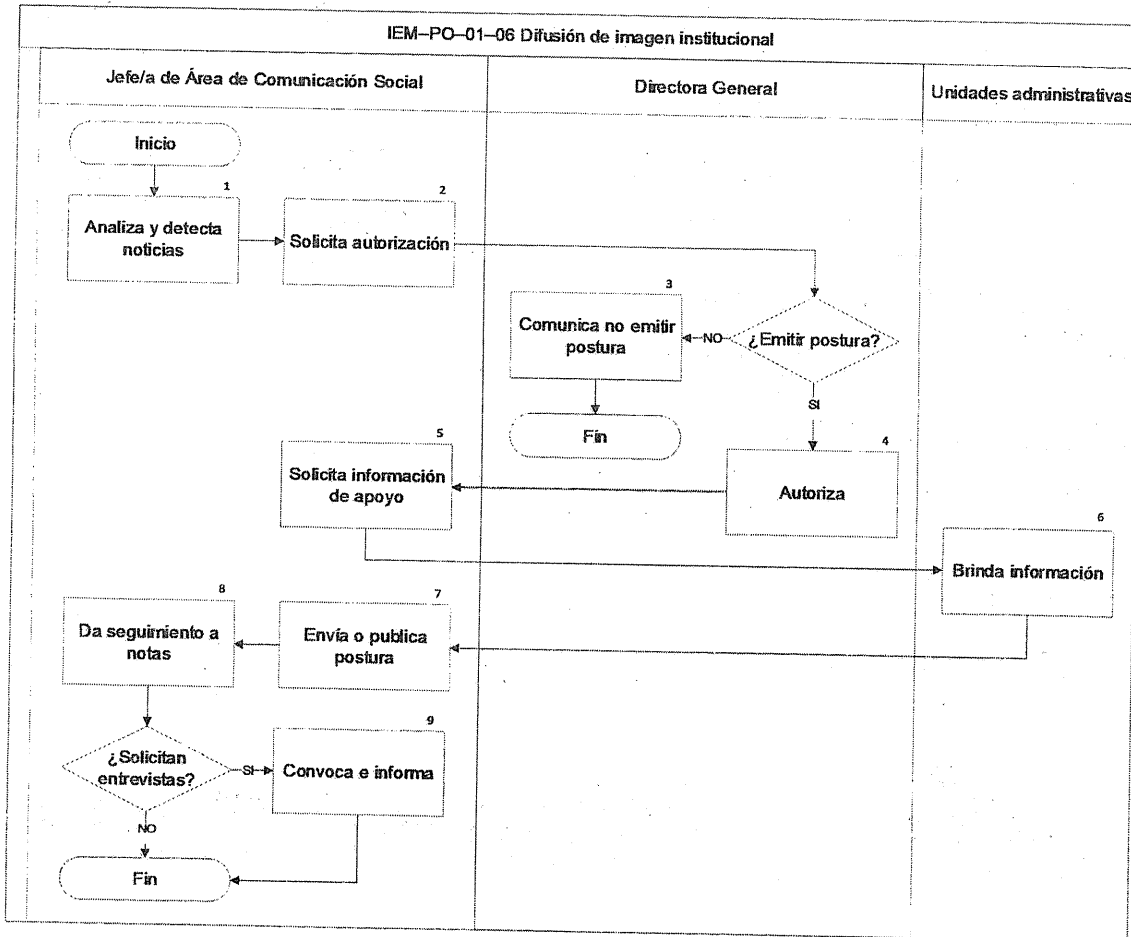 IEM–PO–01–06 Difusión de imagen institucional
Jefe/a de Área de Comunicación Social
Directora General
Unidades administrativas
Inicio
1
Analiza y detecta
noticias
2
Solicita autorización
3
Comunica no emitir
postura
NO
¿Emitir postura?
SI
Fin
4
Autoriza
5
Solicita información
de apoyo
6
Brinda información
7
Envía o publica
postura
8
Da seguimiento a
notas
¿Solicitan
entrevistas?
SI
9
Convoca e informa
NO
Fin